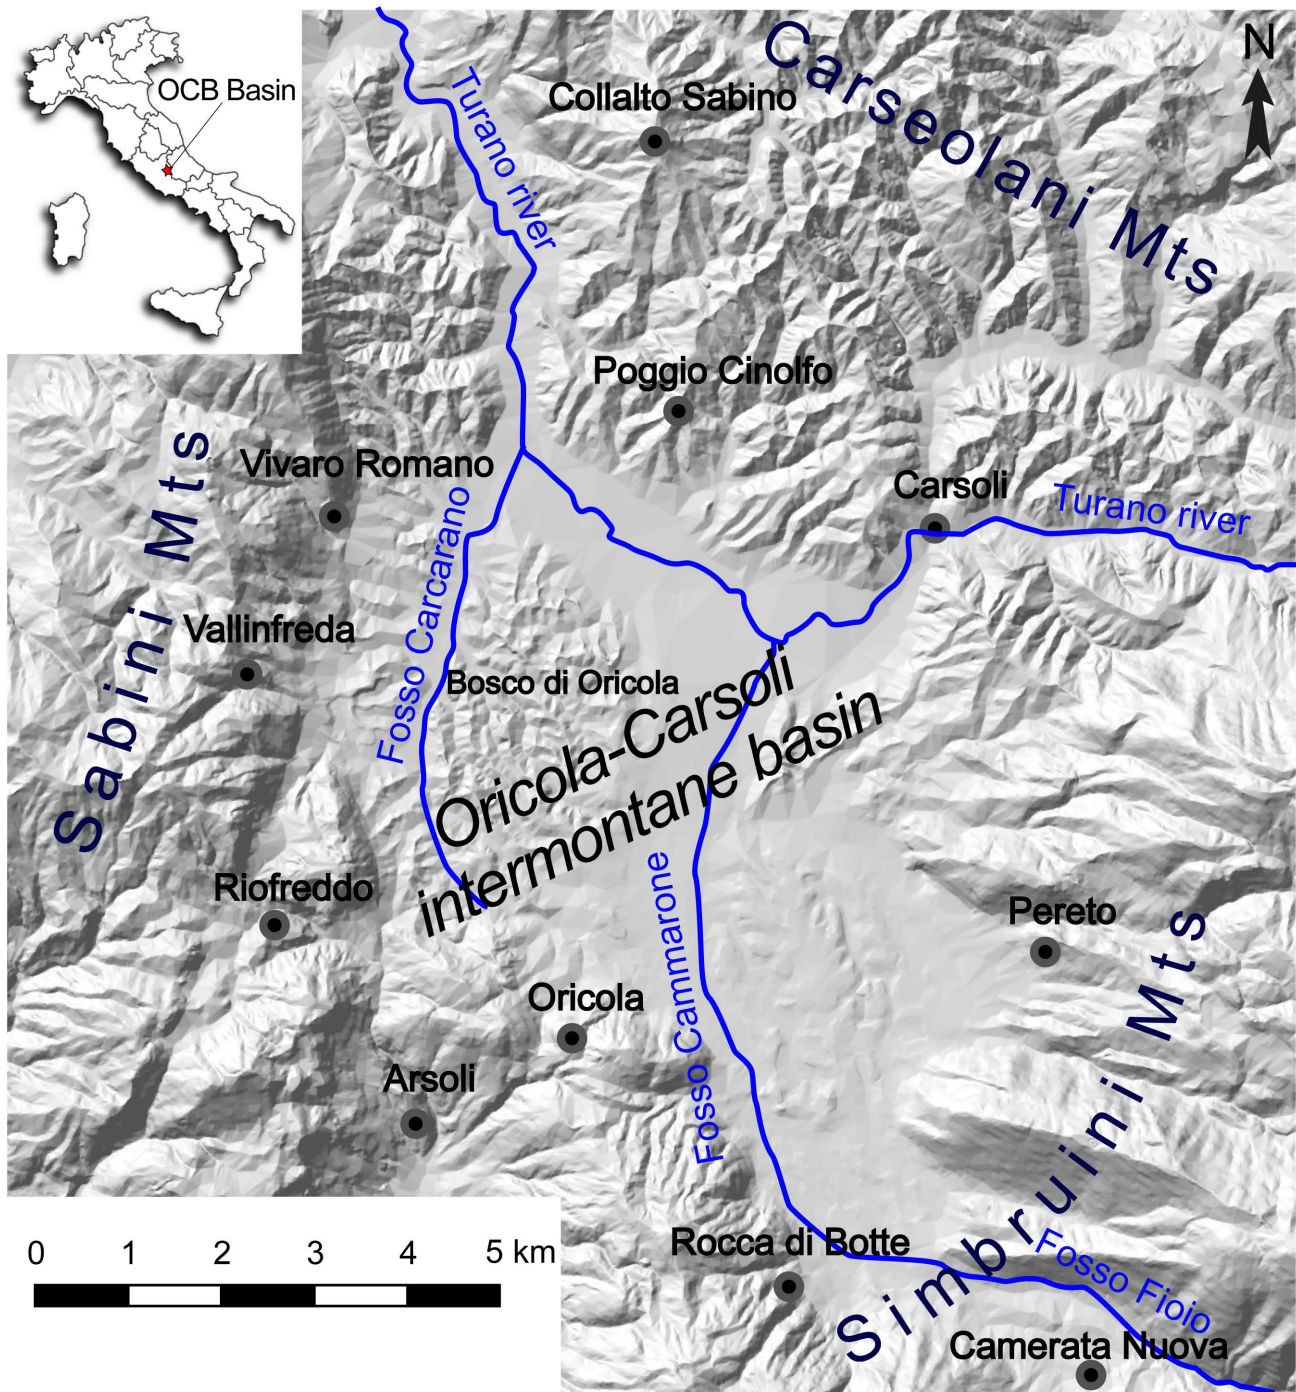 OCB Basin
N
Carseolani Mts
Collalto Sabino
Turano river
Poggio Cinolfo
Sabini Mts
Vivaro Romano
Carsoli
Turano river
Fosso Carcarano
Vallinfreda
Bosco di Oricola
Oricola-Carsoli
intermontane basin
Riofreddo
Fosso Cammarone
Pereto
Oricola
Simbruini Mts
Arsoli
Rocca di Botte
Fosso Fioio
Camerata Nuova
0 1 2 3 4 5 km